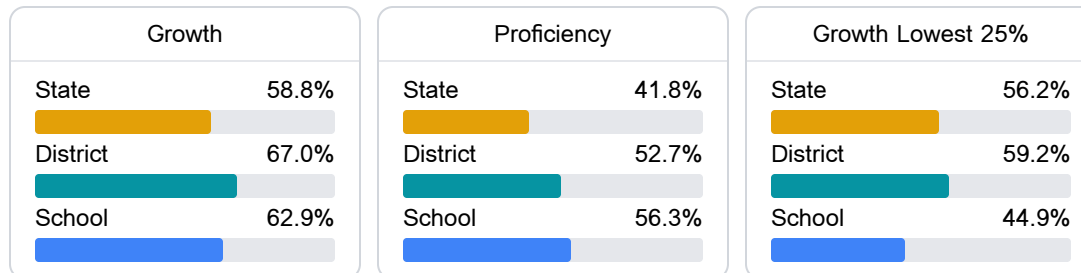 Growth
State 58.8%
District 67.0%
School 62.9%
Proficiency
State 41.8%
District 52.7%
School 56.3%
Growth Lowest 25%
State 56.2%
District 59.2%
School 44.9%